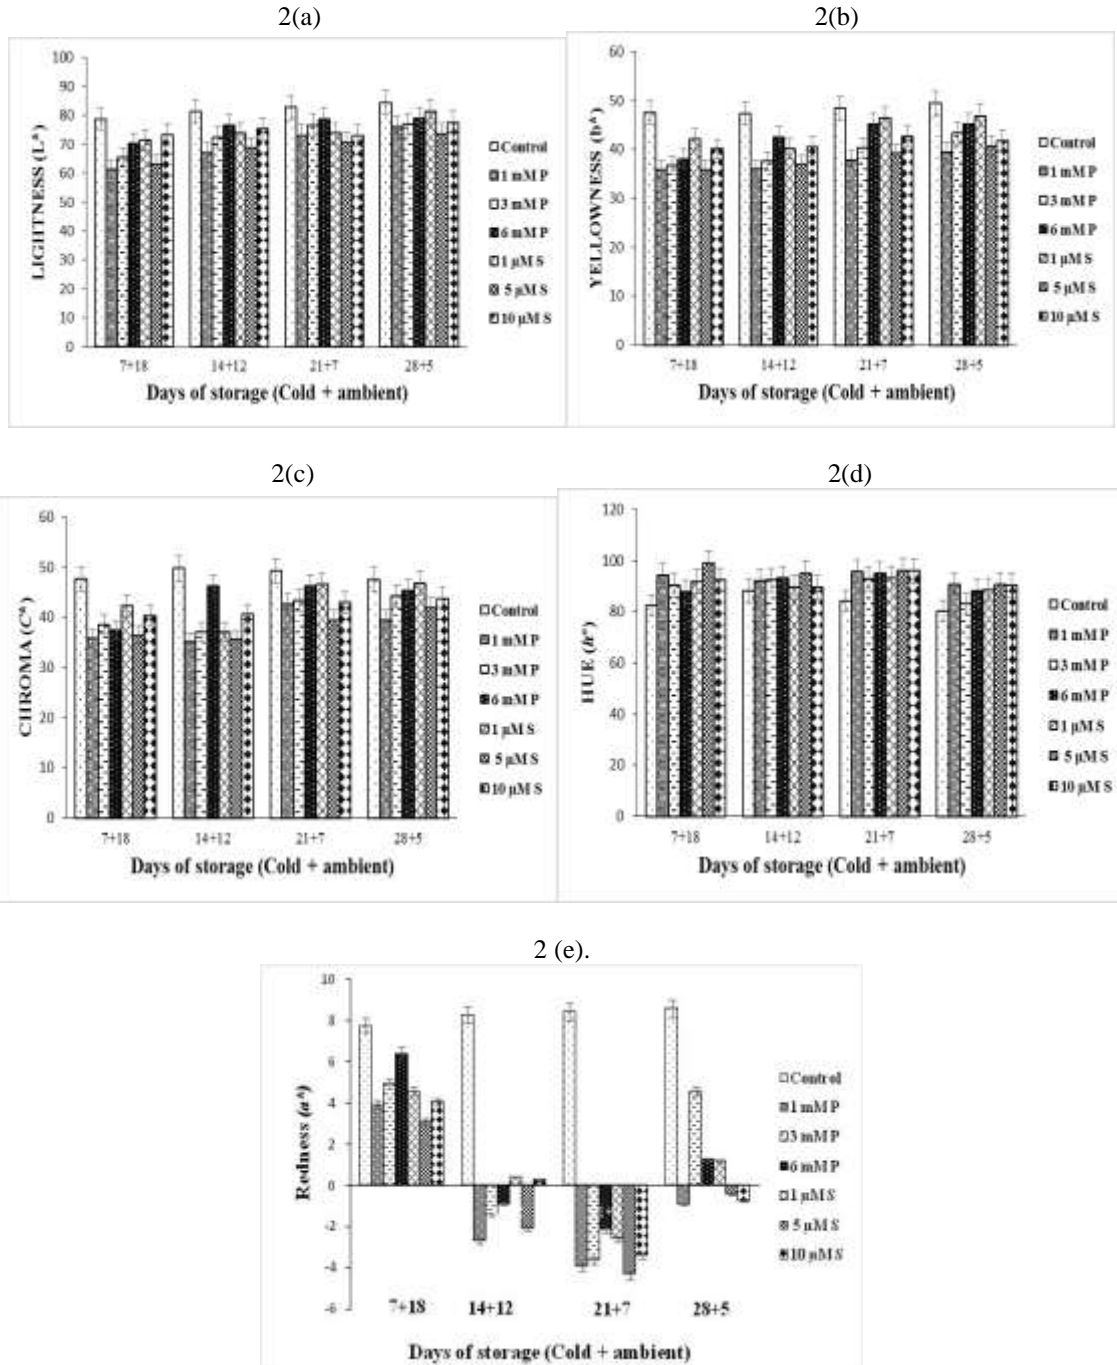 2(a)
LIGHTNESS (L*)
100
90
80
70
60
50
40
30
20
10
0
7+18 14+12 21+7 28+5
Days of storage (Cold + ambient)
Control
1 mM P
3 mM P
6 mM P
1 µM S
5 µM S
10 µM S
2(b)
YELLOWNESS (b*)
60
50
40
30
20
10
0
7+18 14+12 21+7 28+5
Days of storage (Cold + ambient)
Control
1 mM P
3 mM P
6 mM P
1 µM S
5 µM S
10 µM S
2(c)
CHROMA (C*)
60
50
40
30
20
10
0
7+18 14+12 21+7 28+5
Days of storage (Cold + ambient)
Control
1 mM P
3 mM P
6 mM P
1 µM S
5 µM S
10 µM S
2(d)
HUE (h°)
120
100
80
60
40
20
0
7+18 14+12 21+7 28+5
Days of storage (Cold + ambient)
Control
1 mM P
3 mM P
6 mM P
1 µM S
5 µM S
10 µM S
2 (e).
Redness (a*)
10
8
6
4
2
0
-2
-4
-6
7+18 14+12 21+7 28+5
Days of storage (Cold + ambient)
Control
1 mM P
3 mM P
6 mM P
1 µM S
5 µM S
10 µM S